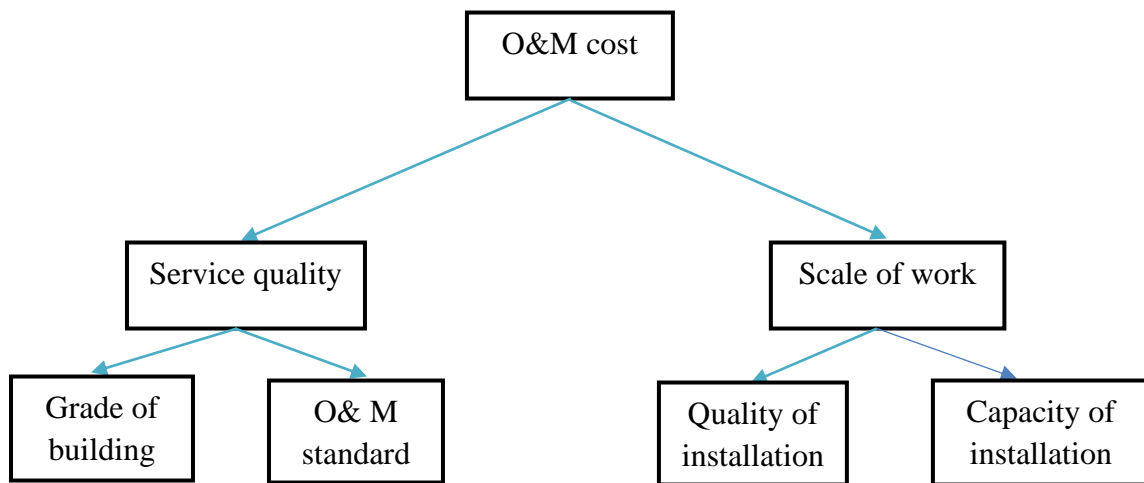 O&M cost
Service quality
Scale of work
Grade of
building
O& M
standard
Quality of
installation
Capacity of
installation